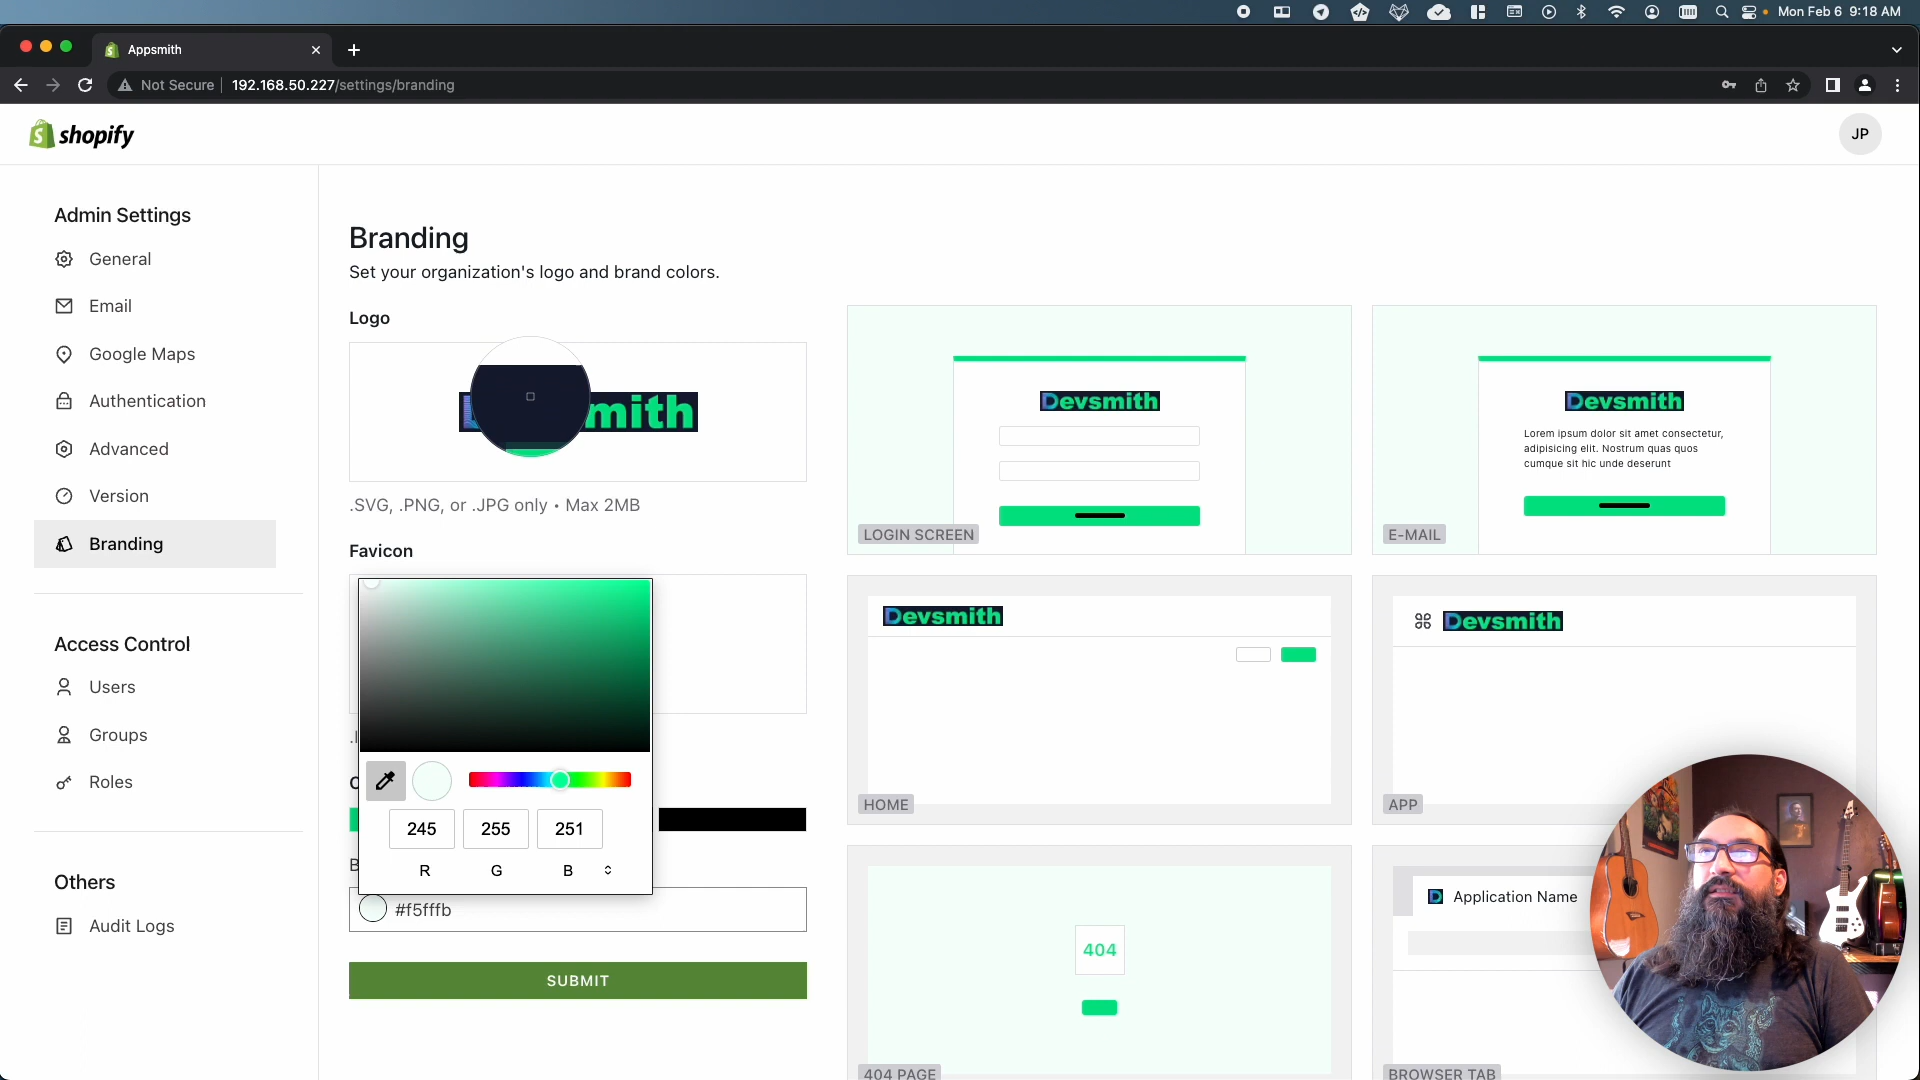 Mon Feb 6 9:18 AM
Appsmith
Not Secure
192.168.50.227/settings/branding
shopify
JP
Admin Settings
General
Email
Google Maps
Authentication
Advanced
Version
Branding
Access Control
Users
Groups
Roles
Others
Audit Logs
Branding
Set your organization's logo and brand colors.
Logo
mith
.SVG, .PNG, or .JPG only • Max 2MB
Favicon
245
255
251
R
G
B
#f5fffb
SUBMIT
Devsmith
LOGIN SCREEN
Devsmith
Lorem ipsum dolor sit amet consectetur,
adipisicing elit. Nostrum quas quos
cumque sit hic unde deserunt
E-MAIL
Devsmith
HOME
Devsmith
APP
404
404 PAGE
Application Name
BROWSER TAB